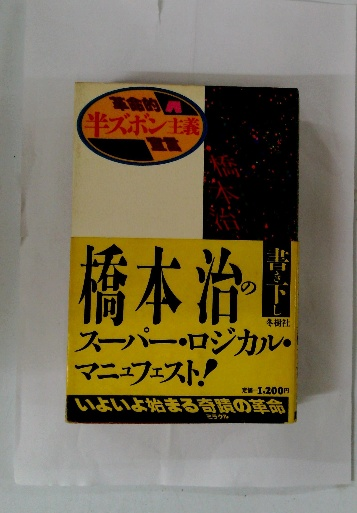 革命的
半ズボン主義
宣言
橋本治
橋本治の
書き下し
冬樹社
スーパー・ロジカル・
マニュフェスト!
定価=1,200円
いよいよ始まる奇蹟の革命
ミラクル